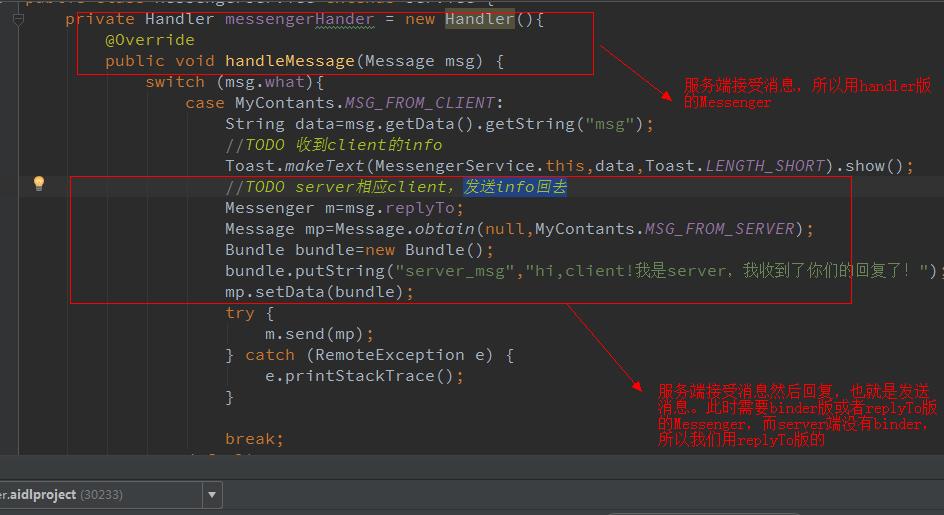 private Handler messengerHander = new Handler(){
@Override
public void handleMessage(Message msg) {
switch (msg.what){
case MyContants.MSG_FROM_CLIENT:
String data=msg.getData().getString("msg");
//TODO 收到client的info
Toast.makeText(MessengerService.this,data,Toast.LENGTH_SHORT).show();
//TODO server相应client，发送info回去
Messenger m=msg.replyTo;
Message mp=Message.obtain(null,MyContants.MSG_FROM_SERVER);
Bundle bundle=new Bundle();
bundle.putString("server_msg","hi,client!我是server，我收到了你们的回复了！");
mp.setData(bundle);
try {
m.send(mp);
} catch (RemoteException e) {
e.printStackTrace();
}
break;
服务端接受消息，所以用handler版
的Messenger
服务端接受消息然后回复，也就是发送
消息。此时需要binder版或者replyTo版
的Messenger，而server端没有binder，
所以我们用replyTo版的
er.aidlproject (30233)